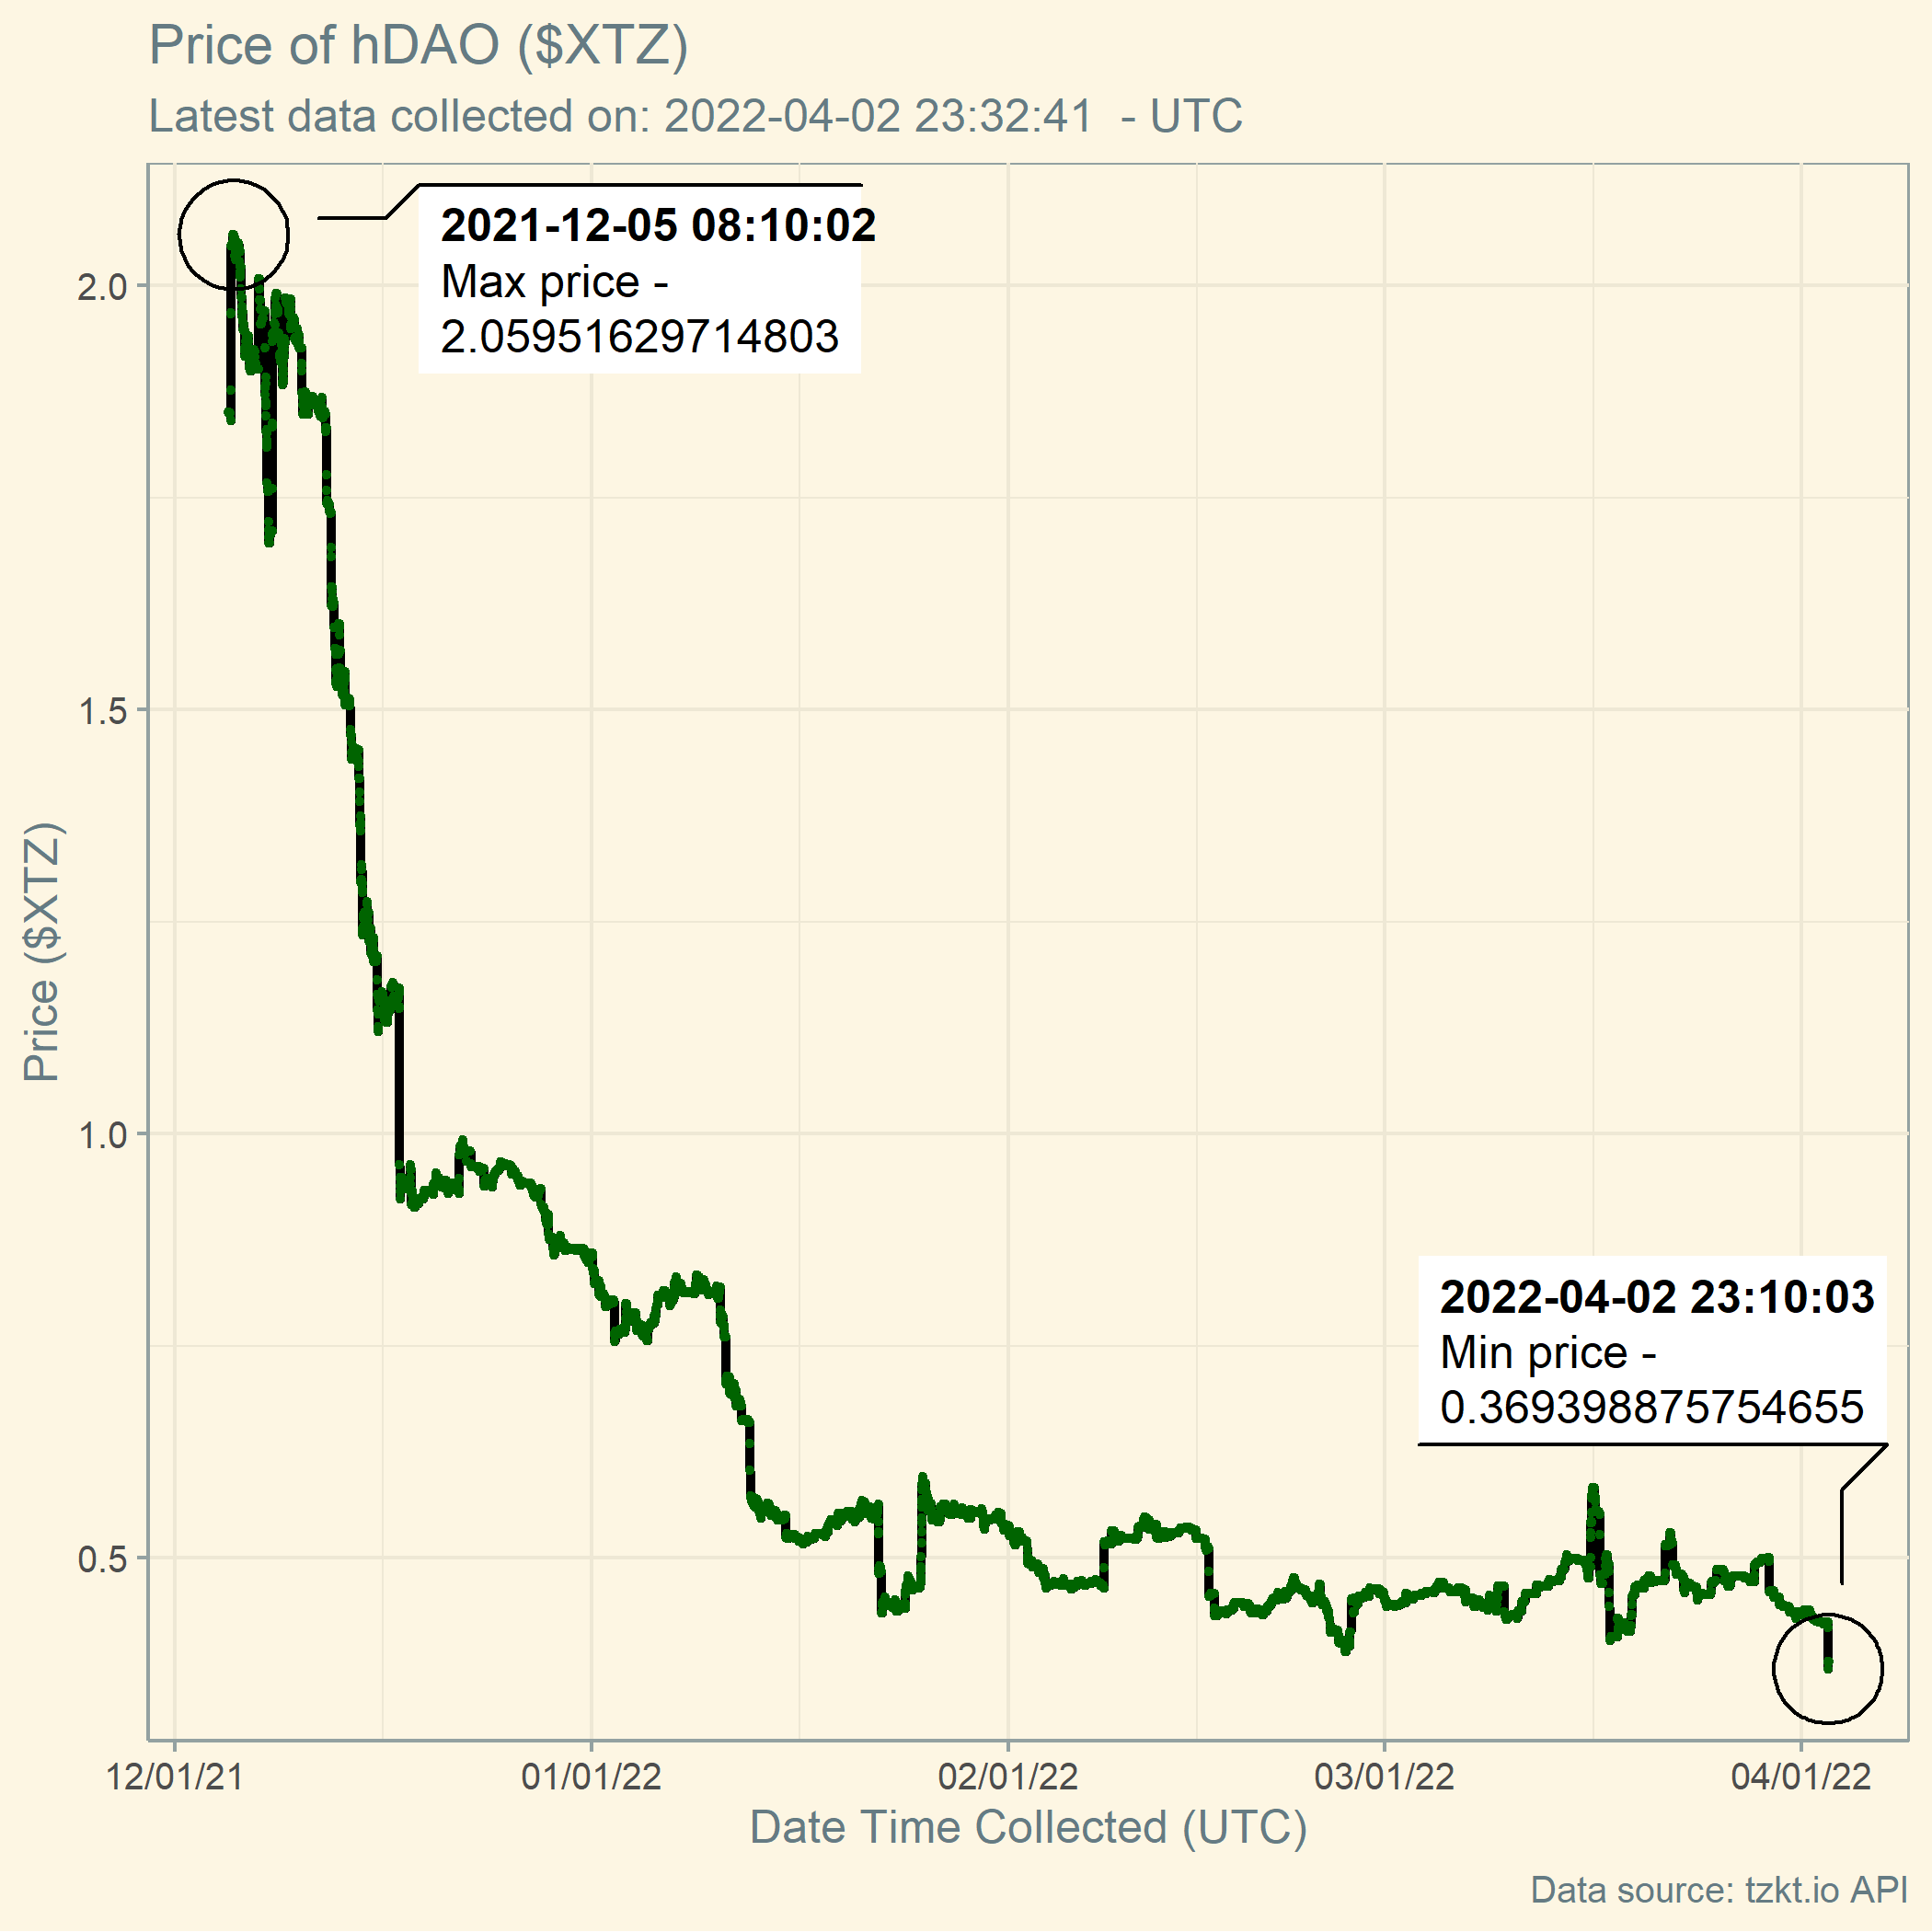 Price of hDAO ($XTZ)
Latest data collected on: 2022-04-02 23:32:41  - UTC
2021-12-05 08:10:02
Max price -
2.05951629714803
2.0
1.5
1.0
0.5
Price ($XTZ)
2022-04-02 23:10:03
Min price -
0.369398875754655
12/01/21
01/01/22
02/01/22
03/01/22
04/01/22
Date Time Collected (UTC)
Data source: tzkt.io API